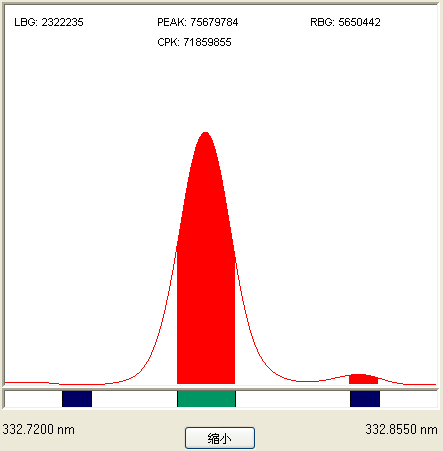 LBG: 2322235 PEAK: 75679784 RBG: 5650442
CPK: 71859855
332.7200 nm 332.8550 nm
缩小